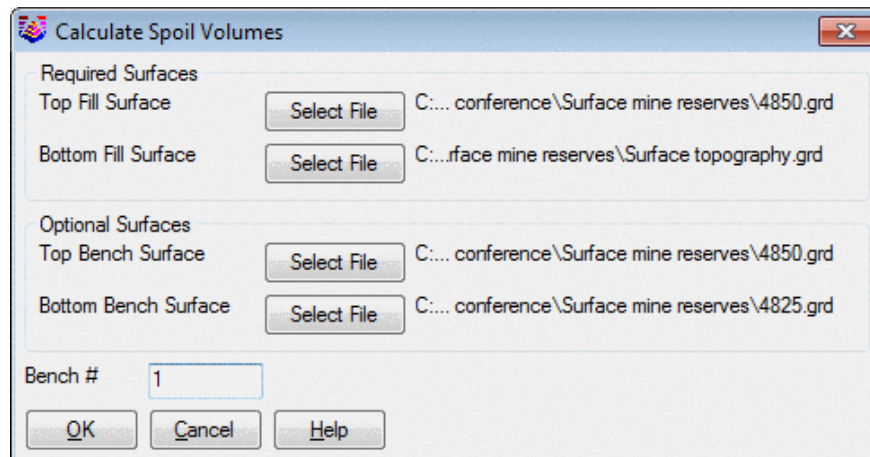 Calculate Spoil Volumes
Required Surfaces
Top Fill Surface Select File C:... conference\Surface mine reserves\4850.grd
Bottom Fill Surface Select File C:...rface mine reserves\Surface topography.grd
Optional Surfaces
Top Bench Surface Select File C:... conference\Surface mine reserves\4850.grd
Bottom Bench Surface Select File C:... conference\Surface mine reserves\4825.grd
Bench # 1
OK Cancel Help